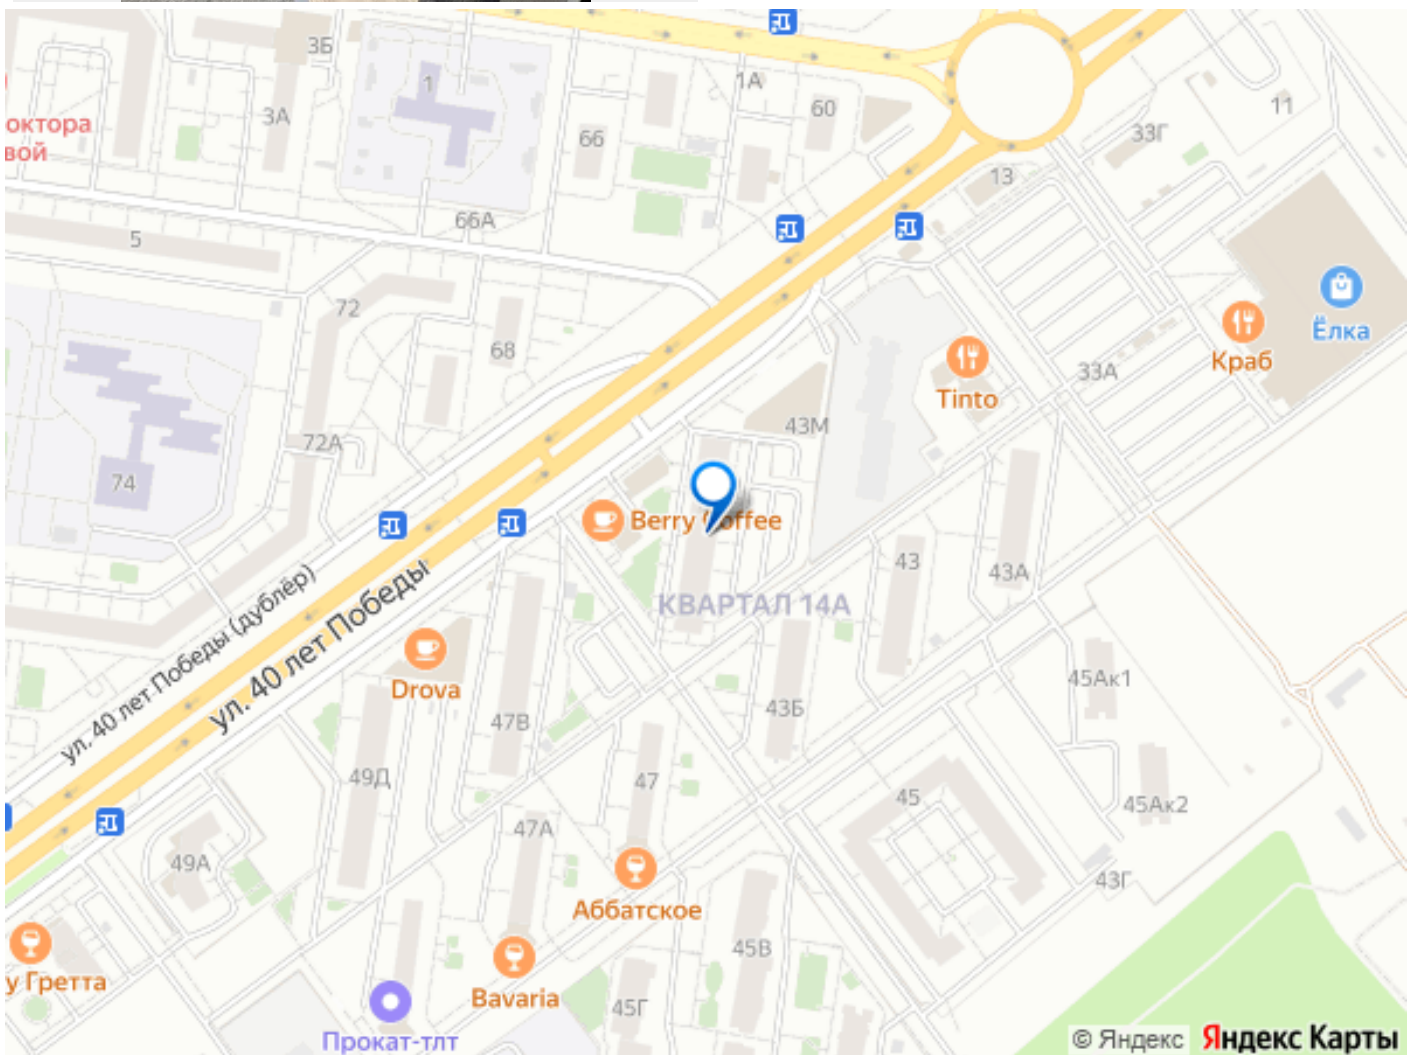 3Б
1
1А
60
11
3А
66
33Г
октора
вой
13
66А
5
72
68
Ёлка
Краб
33А
Tinto
43М
72А
74
Berry Coffee
43
43А
КВАРТАЛ 14А
ул. 40 лет Победы (дублёр)
ул. 40 лет Победы
Drova
45Ак1
43Б
47В
49Д
47
45
45Ак2
47А
49А
43Г
Аббатское
45В
у Гретта
Bavaria
45Г
Прокат-тлт
© Яндекс Яндекс Карты